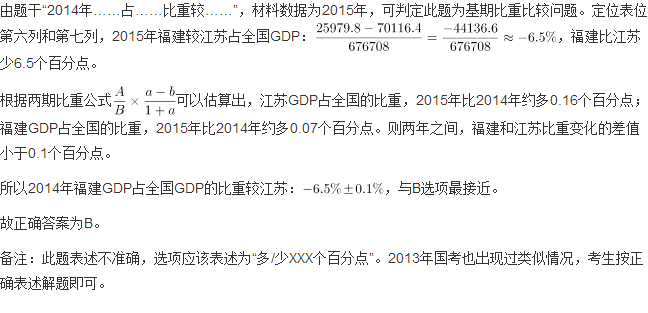 由题干“2014年……占……比重较……”，材料数据为2015年，可判定此题为基期比重比较问题。定位表位
第六列和第七列，2015年福建较江苏占全国GDP：$\frac{25979.8-70116.4}{676708}=\frac{-44136.6}{676708}\approx-6.5\%$，福建比江苏
少6.5个百分点。
根据两期比重公式$\frac{A}{B}\times\frac{a-b}{1+a}$可以估算出，江苏GDP占全国的比重，2015年比2014年约多0.16个百分点；
福建GDP占全国的比重，2015年比2014年约多0.07个百分点。则两年之间，福建和江苏比重变化的差值
小于0.1个百分点。
所以2014年福建GDP占全国GDP的比重较江苏：$-6.5\%\pm0.1\%$，与B选项最接近。
故正确答案为B。
备注：此题表述不准确，选项应该表述为“多/少XXX个百分点”。2013年国考也出现过类似情况，考生按正
确表述解题即可。